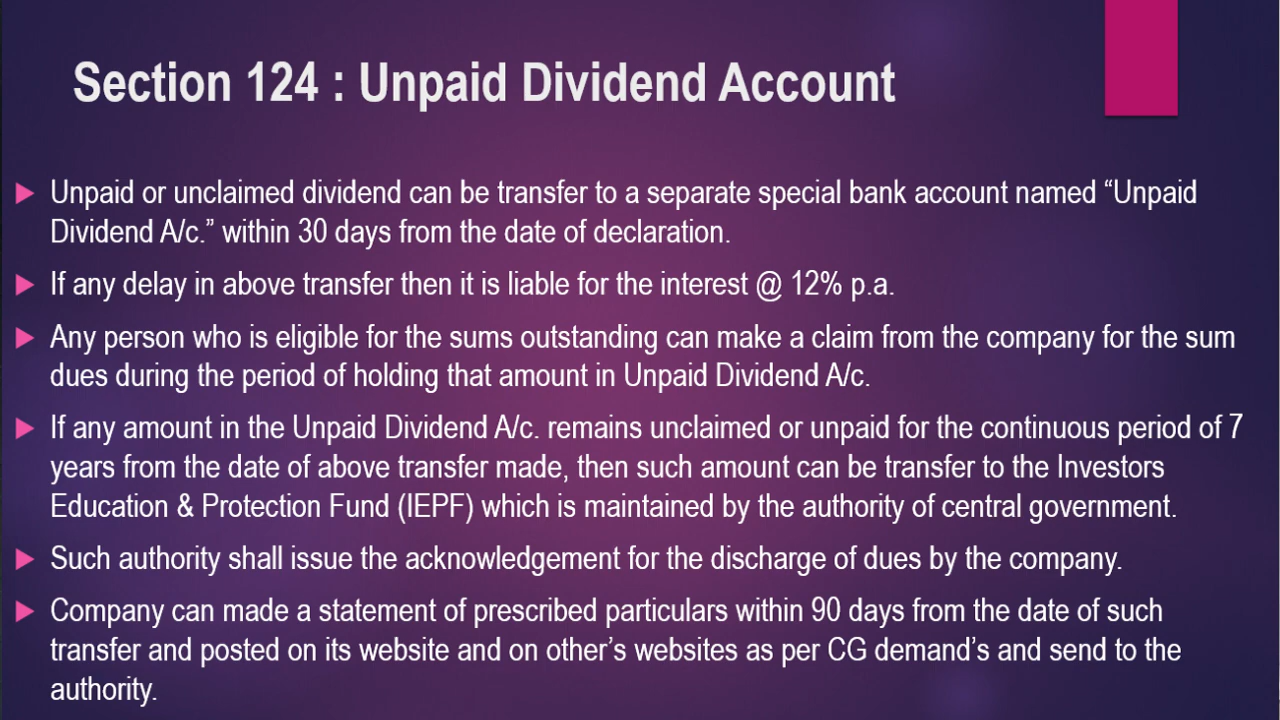 Section 124 : Unpaid Dividend Account
Unpaid or unclaimed dividend can be transfer to a separate special bank account named “Unpaid
Dividend A/c.” within 30 days from the date of declaration.
If any delay in above transfer then it is liable for the interest @ 12% p.a.
Any person who is eligible for the sums outstanding can make a claim from the company for the sum
dues during the period of holding that amount in Unpaid Dividend A/c.
If any amount in the Unpaid Dividend A/c. remains unclaimed or unpaid for the continuous period of 7
years from the date of above transfer made, then such amount can be transfer to the Investors
Education & Protection Fund (IEPF) which is maintained by the authority of central government.
Such authority shall issue the acknowledgement for the discharge of dues by the company.
Company can made a statement of prescribed particulars within 90 days from the date of such
transfer and posted on its website and on other’s websites as per CG demand’s and send to the
authority.